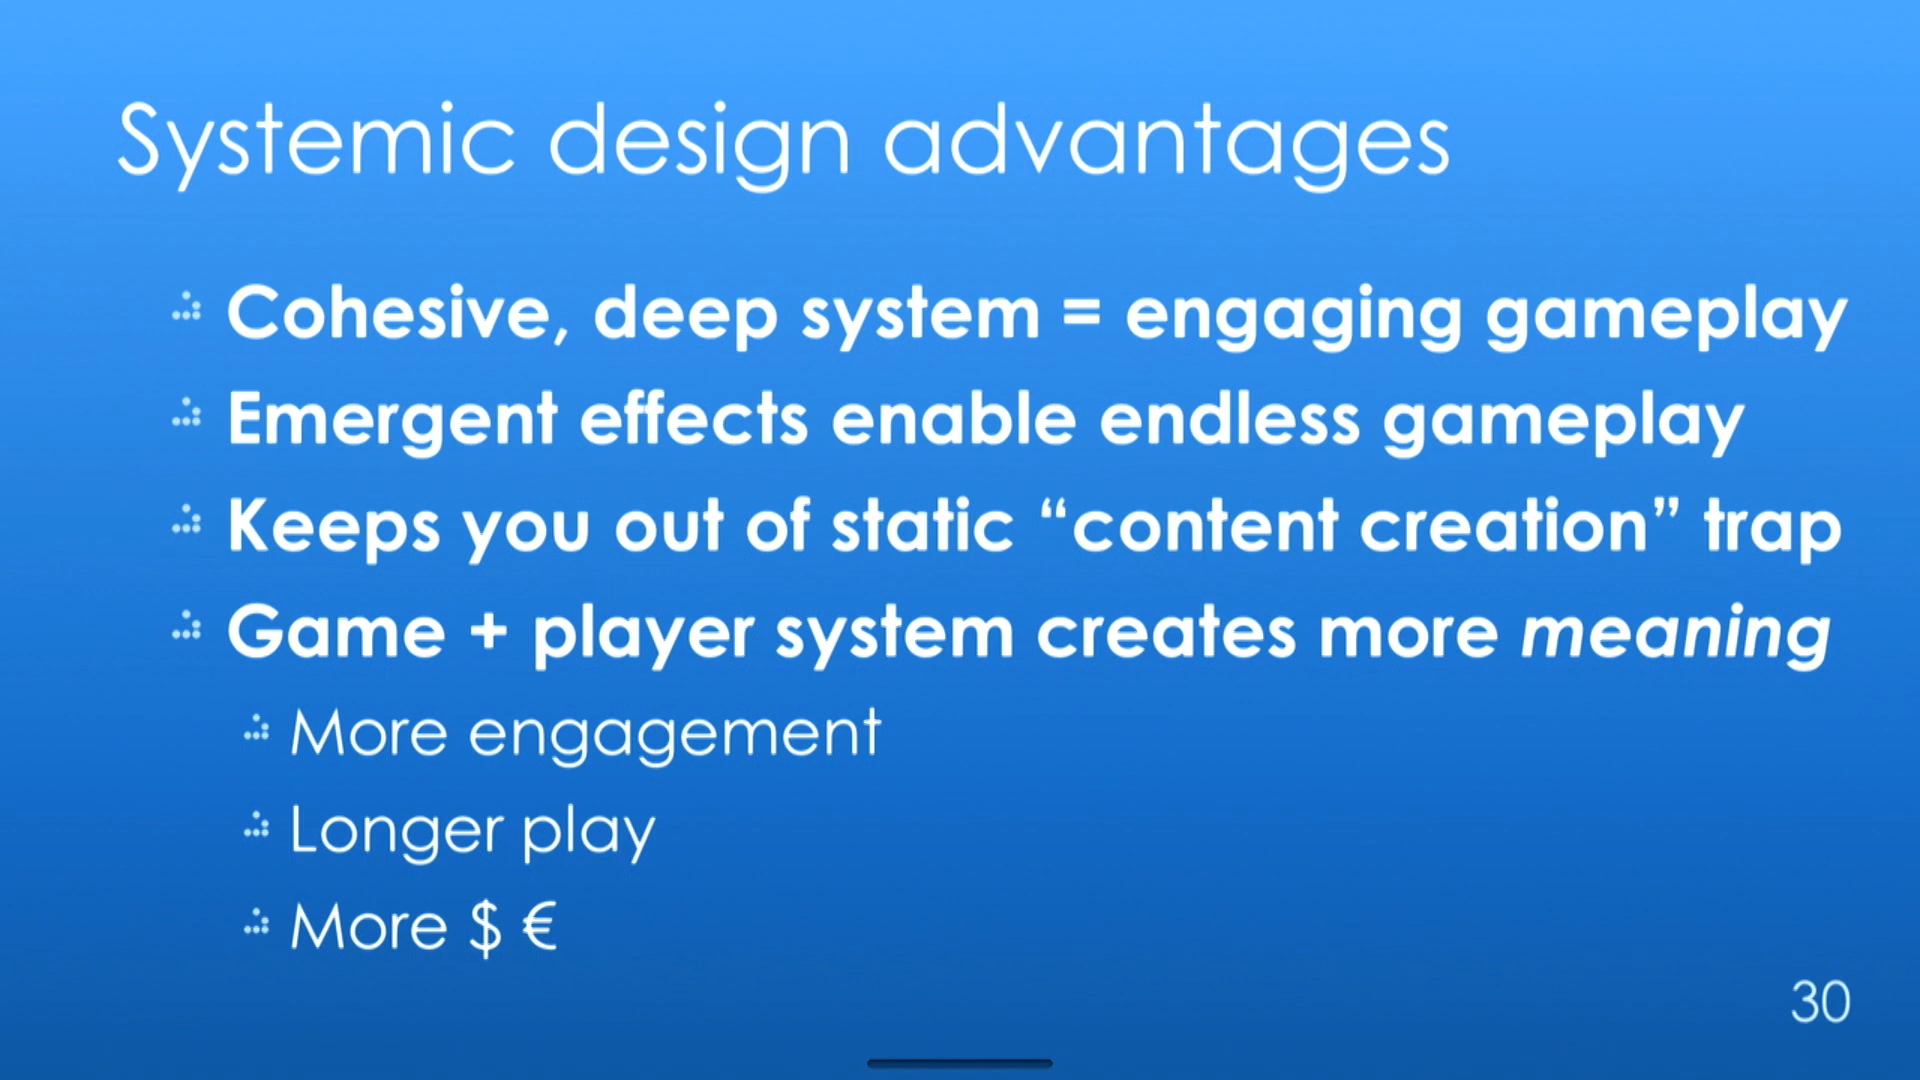 Systemic design advantages
Cohesive, deep system = engaging gameplay
Emergent effects enable endless gameplay
Keeps you out of static “content creation” trap
Game + player system creates more meaning
More engagement
Longer play
More $ €
30